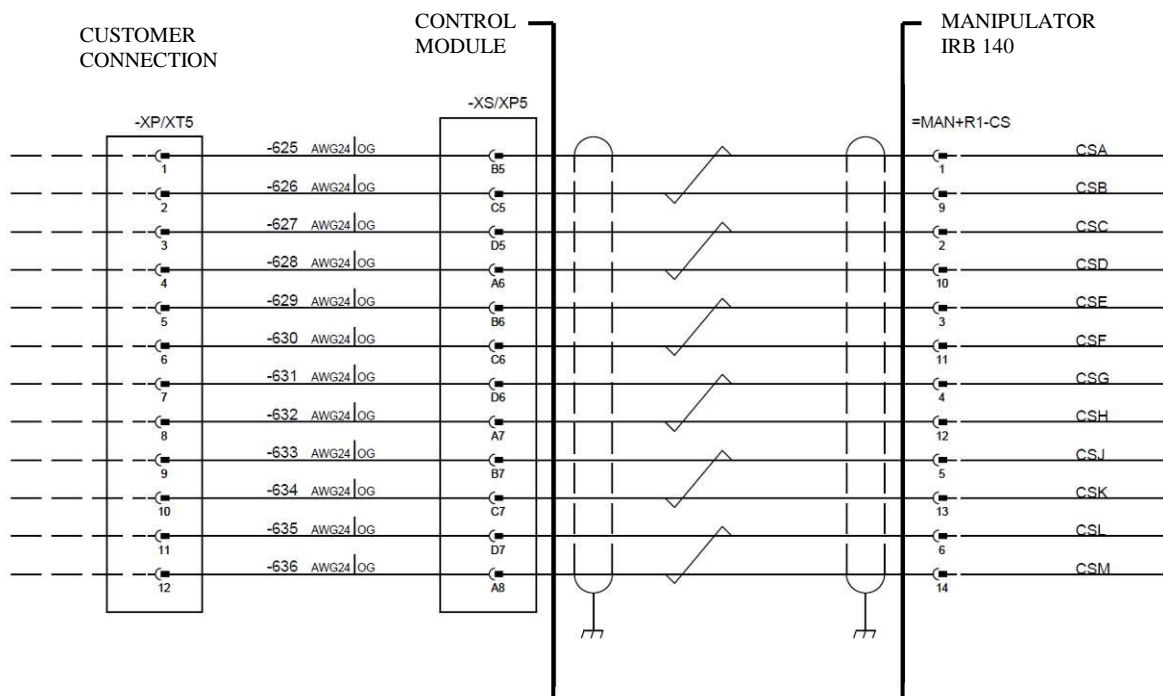 CUSTOMER
CONNECTION
CONTROL
MODULE
MANIPULATOR
IRB 140
-XP/XT5
-XS/XP5
=MAN+R1-CS
1 -625 AWG24 OG B5 1 CSA
2 -626 AWG24 OG C5 9 CSB
3 -627 AWG24 OG D5 2 CSC
4 -628 AWG24 OG A6 10 CSD
5 -629 AWG24 OG B6 3 CSE
6 -630 AWG24 OG C6 11 CSF
7 -631 AWG24 OG D6 4 CSG
8 -632 AWG24 OG A7 12 CSH
9 -633 AWG24 OG B7 5 CSJ
10 -634 AWG24 OG C7 13 CSK
11 -635 AWG24 OG D7 6 CSL
12 -636 AWG24 OG A8 14 CSM